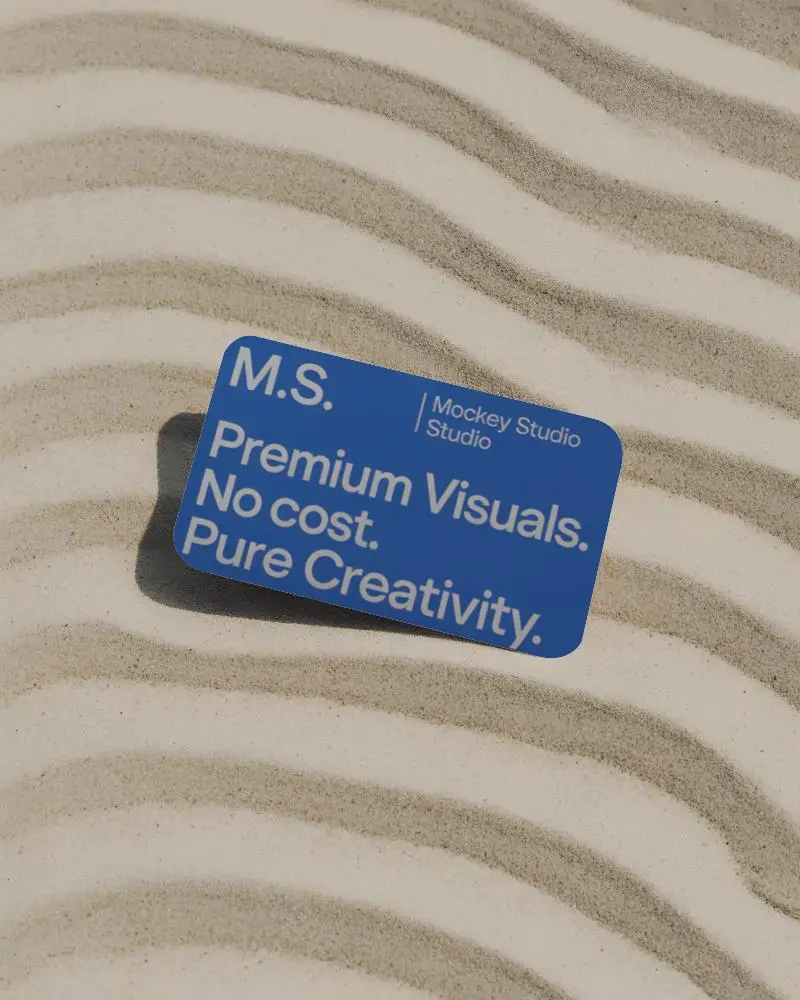 M.S.
Mockey Studio
Studio
Premium Visuals.
No cost.
Pure Creativity.